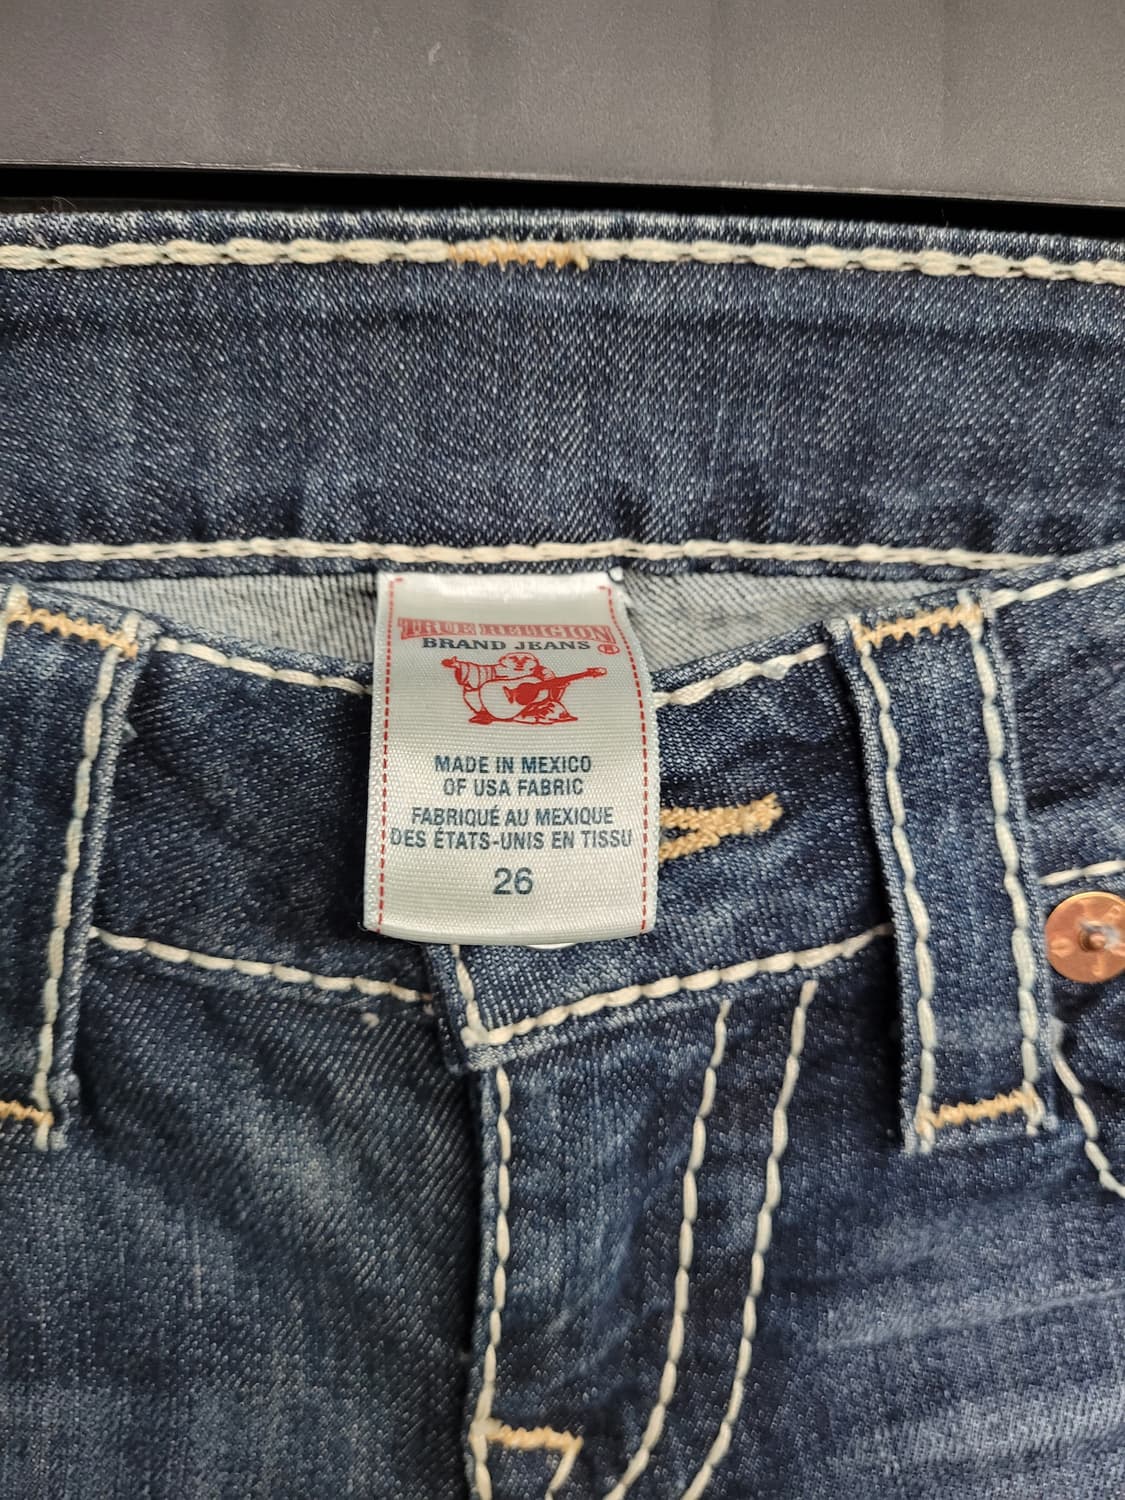 TRUE RELIGION
BRAND JEANS ®
MADE IN MEXICO
OF USA FABRIC
FABRIQUÉ AU MEXIQUE
DES ÉTATS-UNIS EN TISSU
26